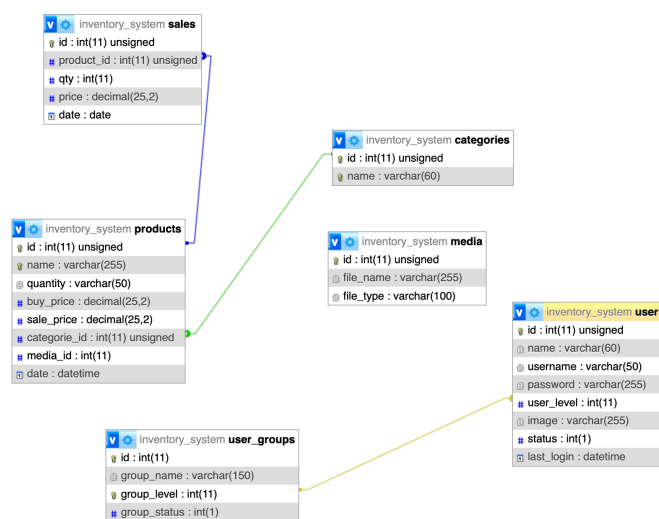 inventory_system sales
id : int(11) unsigned
product_id : int(11) unsigned
qty : int(11)
price : decimal(25,2)
date : date
inventory_system categories
id : int(11) unsigned
name : varchar(60)
inventory_system products
id : int(11) unsigned
name : varchar(255)
quantity : varchar(50)
buy_price : decimal(25,2)
sale_price : decimal(25,2)
categorie_id : int(11) unsigned
media_id : int(11)
date : datetime
inventory_system media
id : int(11) unsigned
file_name : varchar(255)
file_type : varchar(100)
inventory_system user
id : int(11) unsigned
name : varchar(60)
username : varchar(50)
password : varchar(255)
user_level : int(11)
image : varchar(255)
status : int(1)
last_login : datetime
inventory_system user_groups
id : int(11)
group_name : varchar(150)
group_level : int(11)
group_status : int(1)